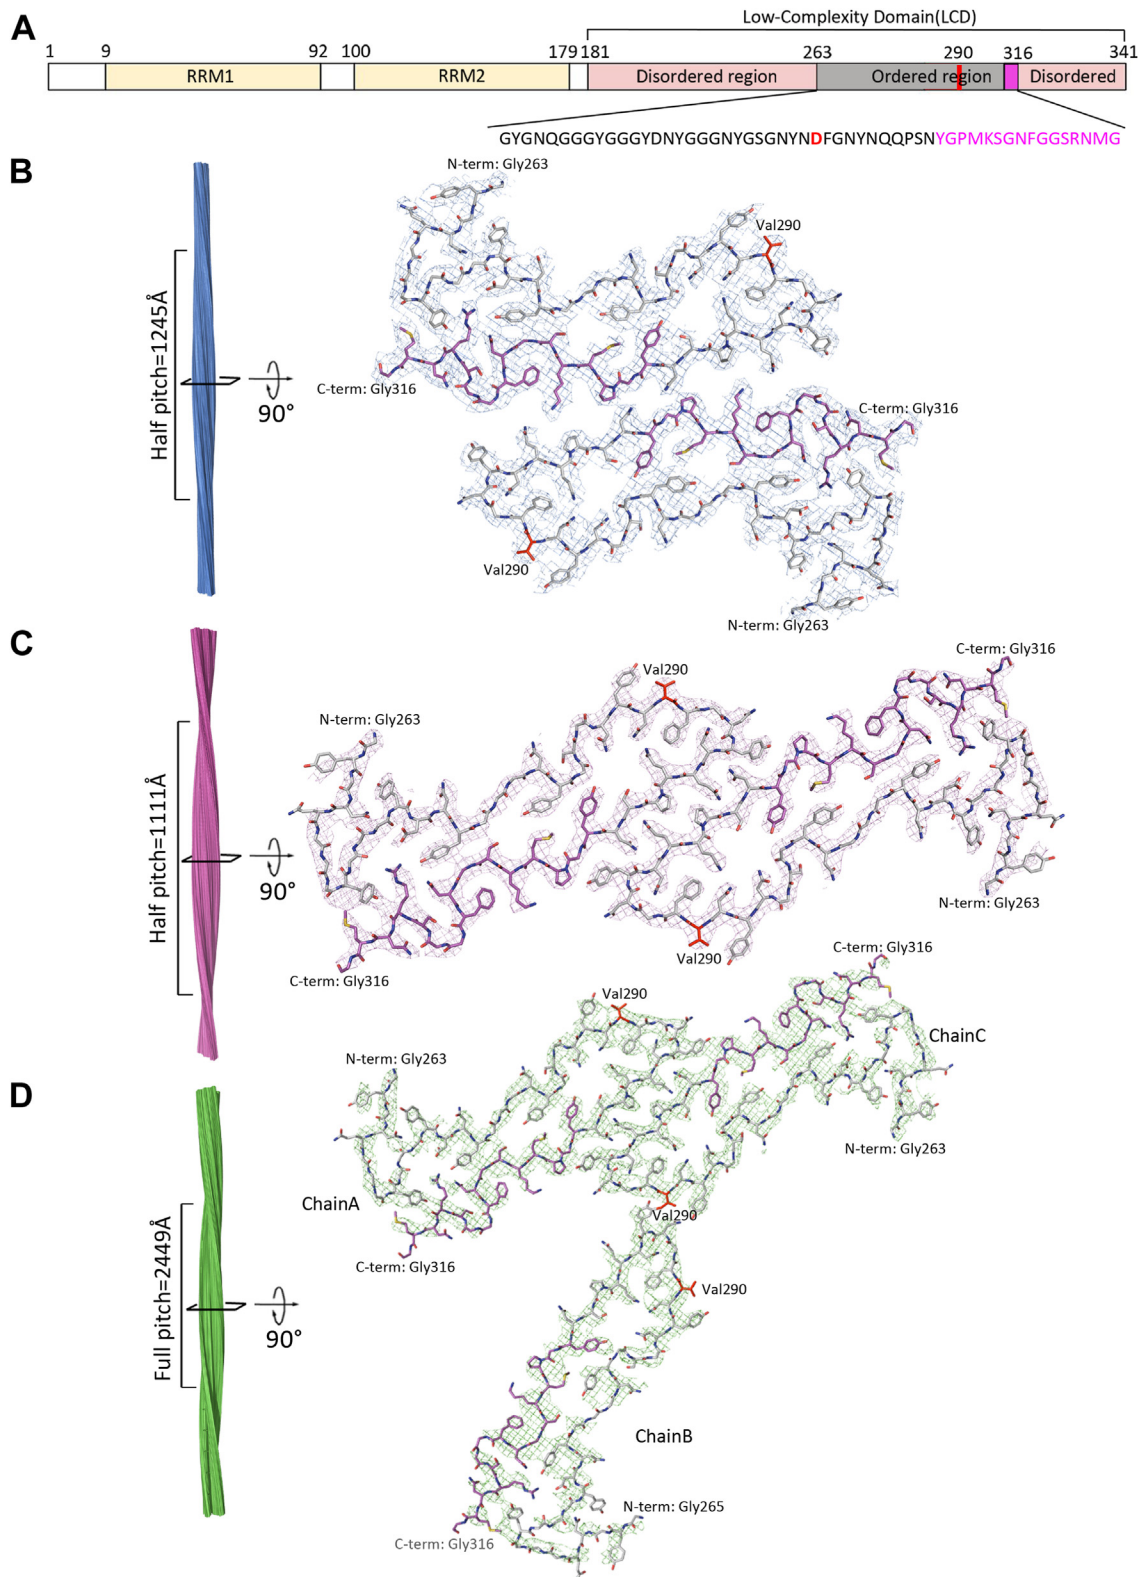 A
Low-Complexity Domain(LCD)
1 9 92 100 179 181 263 290 316 341
RRM1 RRM2 Disordered region Ordered region Disordered
GYGNQGGGYGGGYDNYGGGNYGSGNYNDFGNYNQQPSNYGPMKSGNFGGSRNMG
B
N-term: Gly263
Val290
Half pitch=1245Å
90°
C-term: Gly316
C-term: Gly316
Val290
N-term: Gly263
C
C-term: Gly316
Val290
N-term: Gly263
Half pitch=1111Å
90°
N-term: Gly263
Val290
C-term: Gly316
D
C-term: Gly316
Val290
ChainC
N-term: Gly263
N-term: Gly263
ChainA
Val290
C-term: Gly316
Val290
Full pitch=2449Å
90°
ChainB
N-term: Gly265
C-term: Gly316